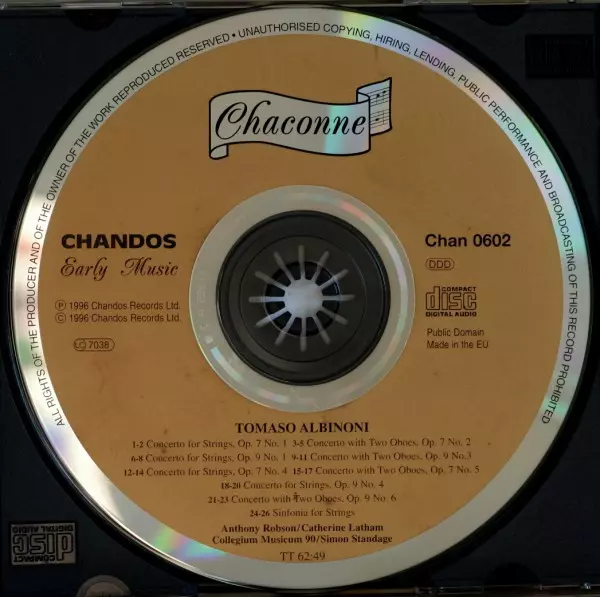 ALL RIGHTS OF THE PRODUCER AND OF THE OWNER OF THE WORK REPRODUCED RESERVED • UNAUTHORISED COPYING, HIRING, LENDING, PUBLIC PERFORMANCE AND BROADCASTING OF THIS RECORD PROHIBITED
Chaconne
CHANDOS
Early Music
Ⓟ 1996 Chandos Records Ltd.
© 1996 Chandos Records Ltd.
LC 7038
Chan 0602
DDD
COMPACT
disc
DIGITAL AUDIO
Public Domain
Made in the EU
TOMASO ALBINONI
1-2 Concerto for Strings, Op. 7 No. 1 3-5 Concerto with Two Oboes, Op. 7 No. 2
6-8 Concerto for Strings, Op. 9 No. 1 9-11 Concerto with Two Oboes, Op. 9 No.3
12-14 Concerto for Strings, Op. 7 No. 4 15-17 Concerto with Two Oboes, Op. 7 No. 5
18-20 Concerto for Strings, Op. 9 No. 4
21-23 Concerto with Two Oboes, Op. 9 No. 6
24-26 Sinfonia for Strings
Anthony Robson/Catherine Latham
Collegium Musicum 90/Simon Standage
TT 62:49
COMPACT
disc
DIGITAL AUDIO